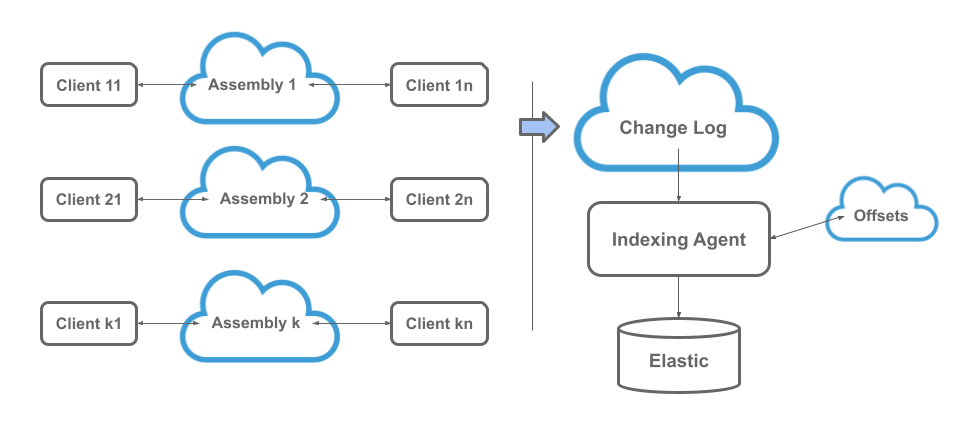 Client 11
Assembly 1
Client 1n
Client 21
Assembly 2
Client 2n
Client k1
Assembly k
Client kn
Change Log
Indexing Agent
Offsets
Elastic